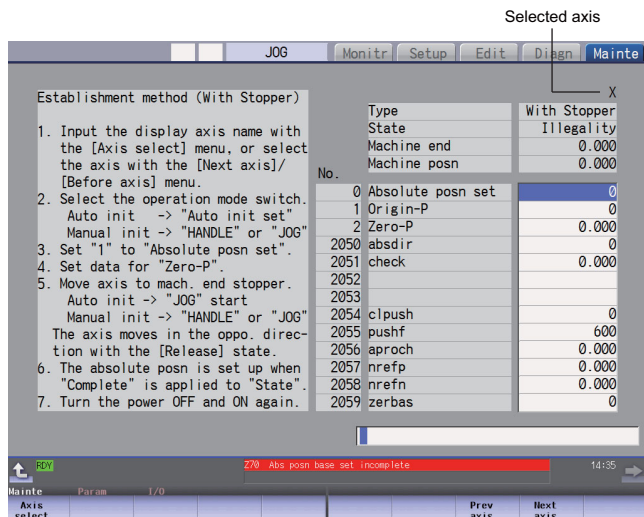 Selected axis
JOG Monitr Setup Edit Diagn Mainte
Establishment method (With Stopper)
1. Input the display axis name with
the [Axis select] menu, or select
the axis with the [Next axis]/
[Before axis] menu.
2. Select the operation mode switch.
Auto init -> "Auto init set"
Manual init -> "HANDLE" or "JOG"
3. Set "1" to "Absolute posn set".
4. Set data for "Zero-P".
5. Move axis to mach. end stopper.
Auto init -> "JOG" start
Manual init -> "HANDLE" or "JOG"
The axis moves in the oppo. direc-
tion with the [Release] state.
6. The absolute posn is set up when
"Complete" is applied to "State".
7. Turn the power OFF and ON again.
X
Type With Stopper
State Illegality
Machine end 0.000
Machine posn 0.000
No.
0 Absolute posn set 0
1 Origin-P 0
2 Zero-P 0.000
2050 absdir 0
2051 check 0.000
2052
2053
2054 clpush 0
2055 pushf 600
2056 aproch 0.000
2057 nrefp 0.000
2058 nrefn 0.000
2059 zerbas 0
RDY Z70 Abs posn base set incomplete 14:35
Mainte Param I/O
Axis select Prev axis Next axis